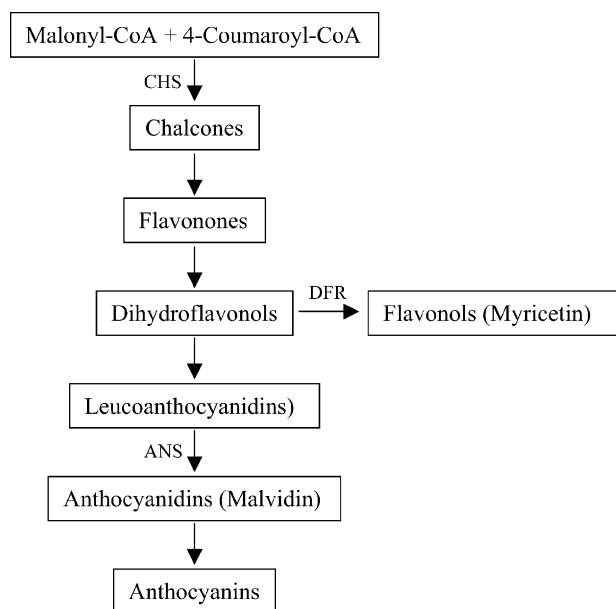 Malonyl-CoA + 4-Coumaroyl-CoA
CHS
Chalcones
Flavonones
Dihydroflavonols
DFR
Flavonols (Myricetin)
Leucoanthocyanidins)
ANS
Anthocyanidins (Malvidin)
Anthocyanins